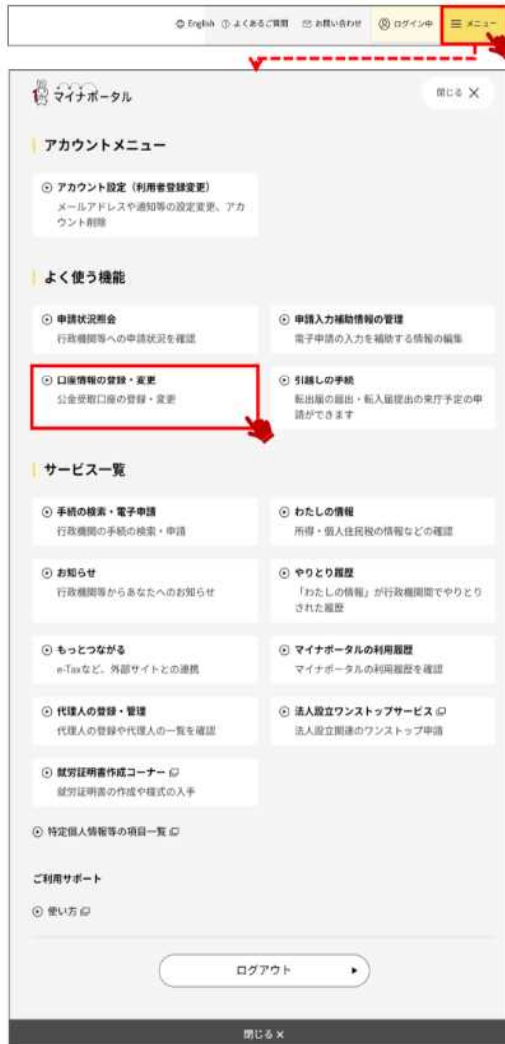 English よくあるご質問 お問い合わせ ログイン中 メニュー
マイナポータル 閉じる
アカウントメニュー
アカウント設定（利用者登録変更）
メールアドレスや通知等の設定変更、アカ
ウント削除
よく使う機能
申請状況照会
行政機関等への申請状況を確認
申請入力補助情報の管理
電子申請の入力を補助する情報の編集
口座情報の登録・変更
公金受取口座の登録・変更
引越しの手続
転出届の届出・転入届提出の来庁予定の申
請ができます
サービス一覧
手続の検索・電子申請
行政機関の手続の検索・申請
わたしの情報
所得・個人住民税の情報などの確認
お知らせ
行政機関等からあなたへのお知らせ
やりとり履歴
「わたしの情報」が行政機関間でやりとり
された履歴
もっとつながる
e-Taxなど、外部サイトとの連携
マイナポータルの利用履歴
マイナポータルの利用履歴を確認
代理人の登録・管理
代理人の登録や代理人の一覧を確認
法人設立ワンストップサービス
法人設立関連のワンストップ申請
就労証明書作成コーナー
就労証明書の作成や様式の入手
特定個人情報等の項目一覧
ご利用サポート
使い方
ログアウト
閉じる